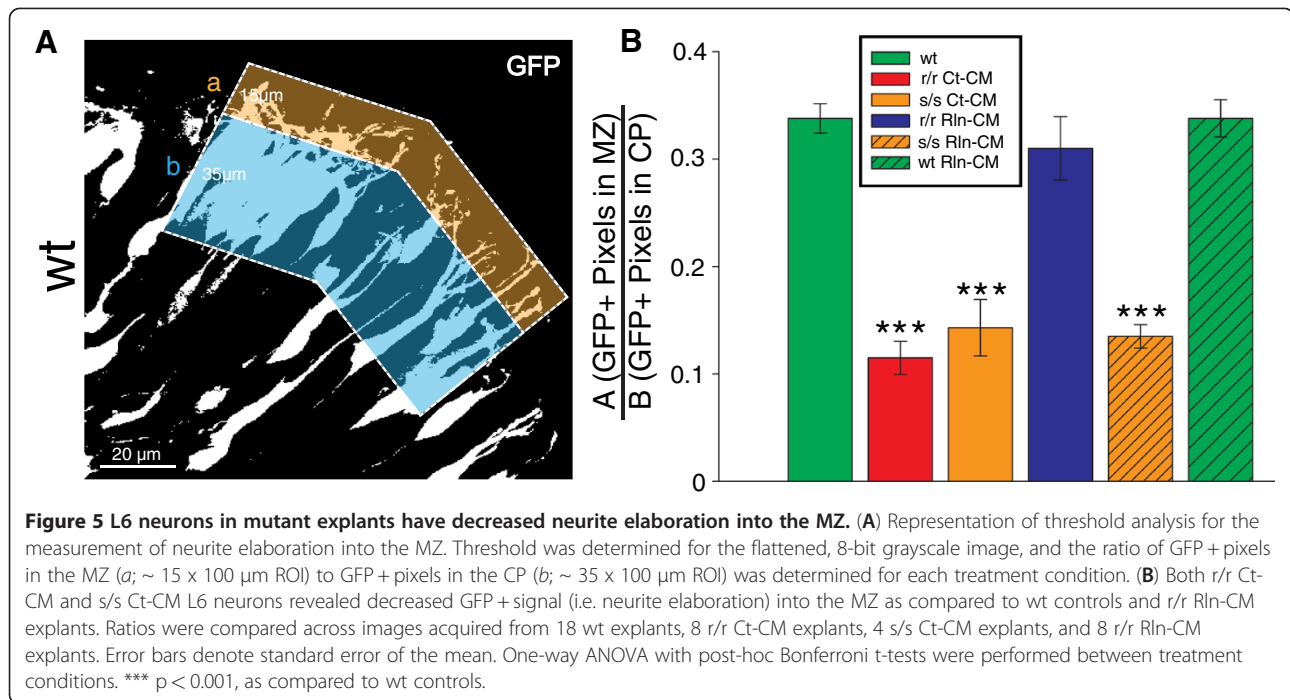 A
GFP
a
15µm
b
35µm
wt
20 µm
B
0.4
0.3
0.2
0.1
0
A (GFP+ Pixels in MZ)
B (GFP+ Pixels in CP)
wt
r/r Ct-CM
s/s Ct-CM
r/r Rln-CM
s/s Rln-CM
wt Rln-CM
***
***
***
Figure 5 L6 neurons in mutant explants have decreased neurite elaboration into the MZ. (A) Representation of threshold analysis for the
measurement of neurite elaboration into the MZ. Threshold was determined for the flattened, 8-bit grayscale image, and the ratio of GFP + pixels
in the MZ (a; ~ 15 x 100 µm ROI) to GFP + pixels in the CP (b; ~ 35 x 100 µm ROI) was determined for each treatment condition. (B) Both r/r Ct-
CM and s/s Ct-CM L6 neurons revealed decreased GFP + signal (i.e. neurite elaboration) into the MZ as compared to wt controls and r/r Rln-CM
explants. Ratios were compared across images acquired from 18 wt explants, 8 r/r Ct-CM explants, 4 s/s Ct-CM explants, and 8 r/r Rln-CM
explants. Error bars denote standard error of the mean. One-way ANOVA with post-hoc Bonferroni t-tests were performed between treatment
conditions. *** p < 0.001, as compared to wt controls.